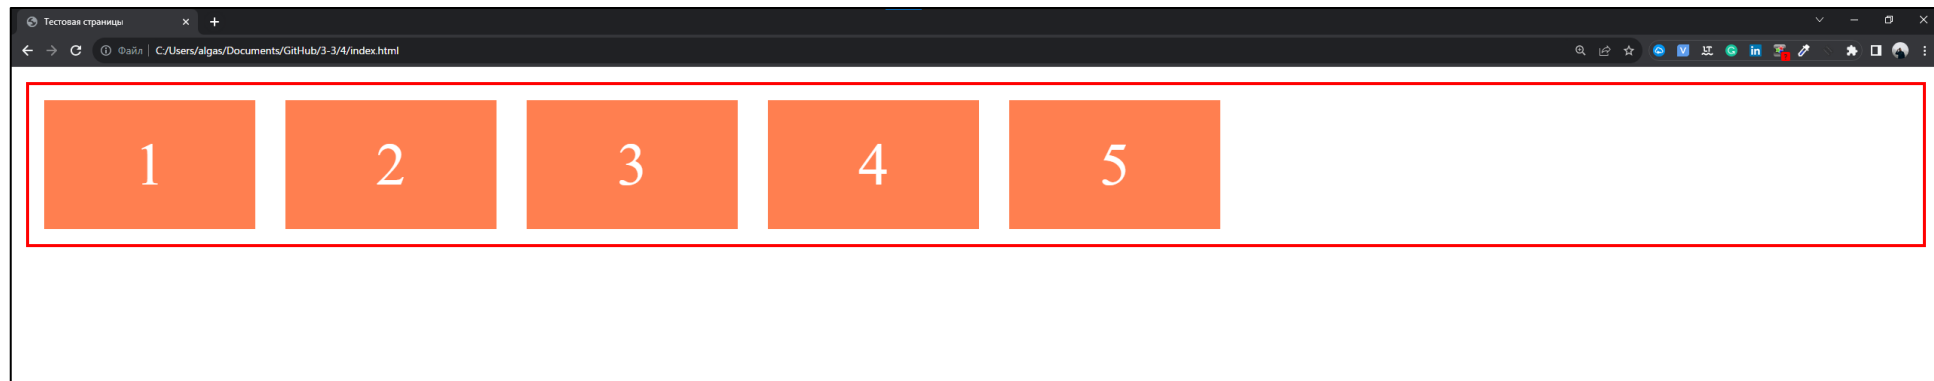 Тестовая страницы
Файл | C:/Users/algas/Documents/GitHub/3-3/4/index.html
1 2 3 4 5